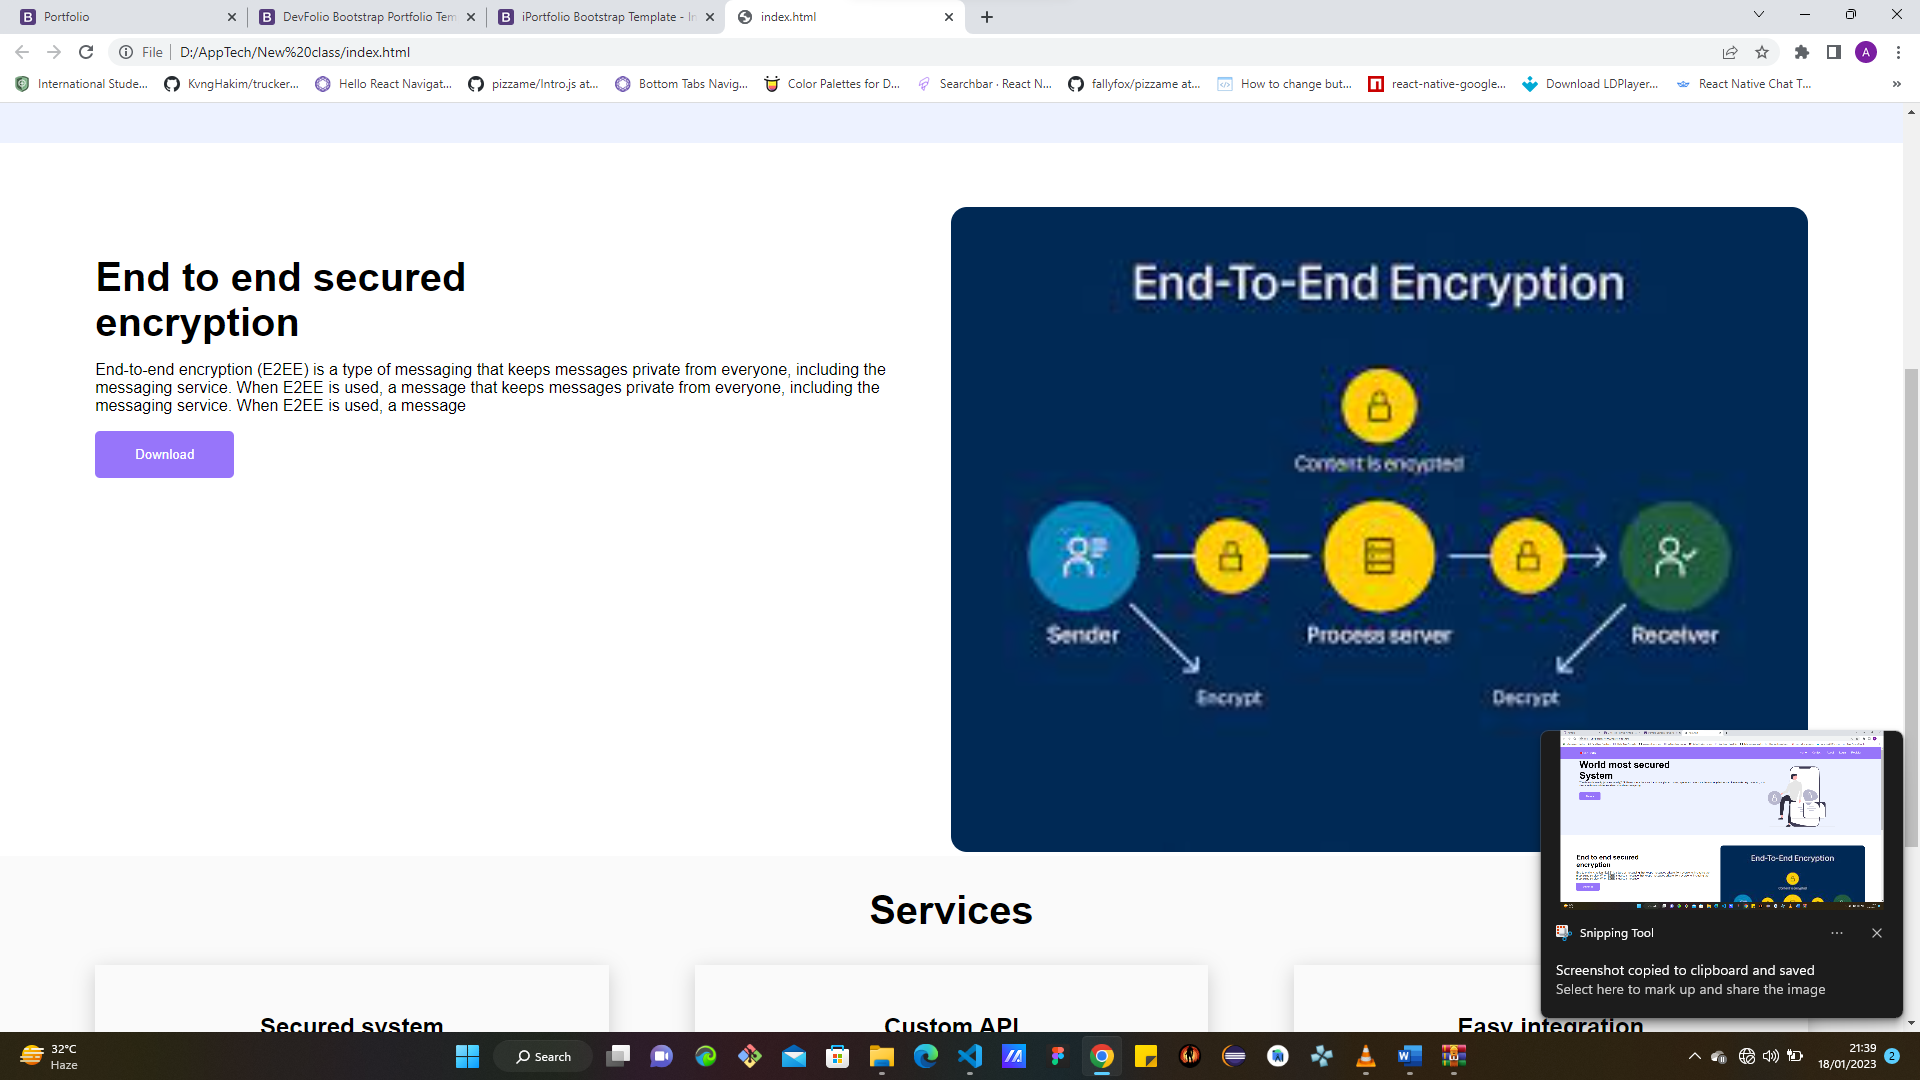 Portfolio
DevFolio Bootstrap Portfolio Tem
iPortfolio Bootstrap Template - In
index.html
File
D:/AppTech/New%20class/index.html
A
International Stude...
KvngHakim/trucker...
Hello React Navigat...
pizzame/Intro.js at...
Bottom Tabs Navig...
Color Palettes for D...
Searchbar · React N...
fallyfox/pizzame at...
How to change but...
react-native-google...
Download LDPlayer...
React Native Chat T...
»
End to end secured
encryption
End-to-end encryption (E2EE) is a type of messaging that keeps messages private from everyone, including the
messaging service. When E2EE is used, a message that keeps messages private from everyone, including the
messaging service. When E2EE is used, a message
Download
End-To-End Encryption
Content is encypted
Sender
Process server
Receiver
Encrypt
Decrypt
Services
Secured system
Custom API
Easy integration
World most secured
System
End to end secured
encryption
End-To-End Encryption
Snipping Tool
Screenshot copied to clipboard and saved
Select here to mark up and share the image
32°C
Haze
Search
21:39
18/01/2023
2